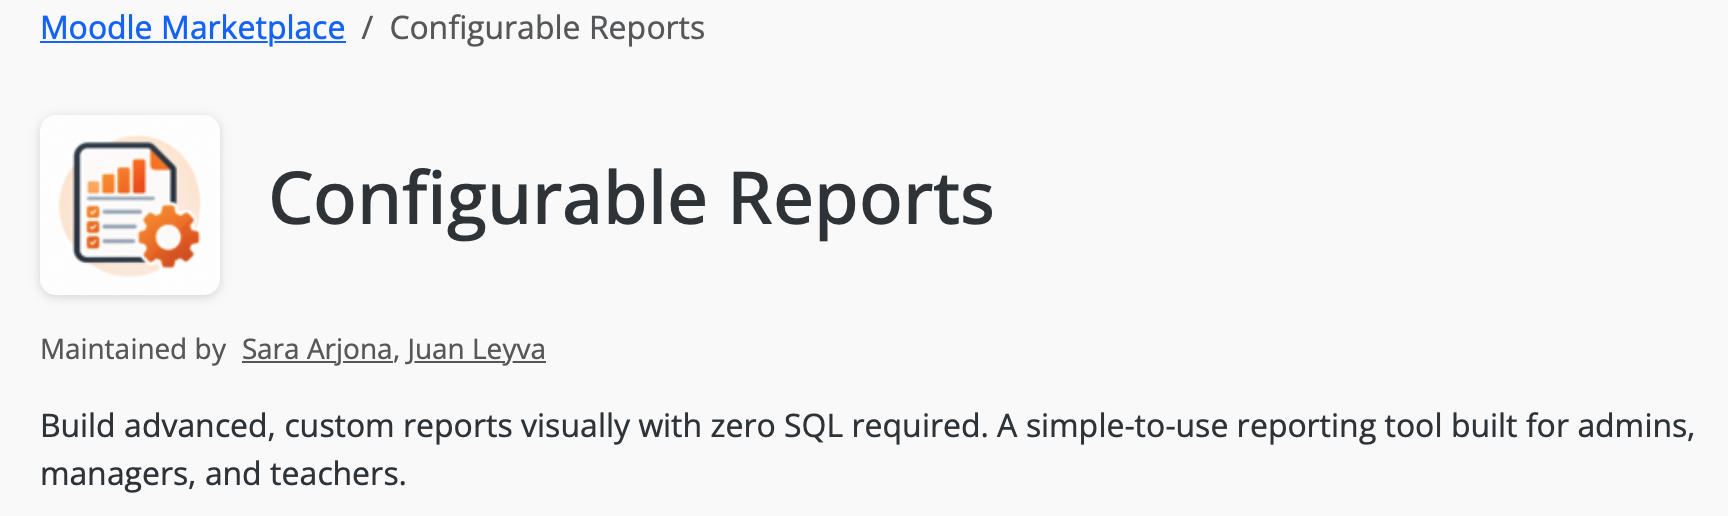 Moodle Marketplace / Configurable Reports
Configurable Reports
Maintained by Sara Arjona, Juan Leyva
Build advanced, custom reports visually with zero SQL required. A simple-to-use reporting tool built for admins,
managers, and teachers.